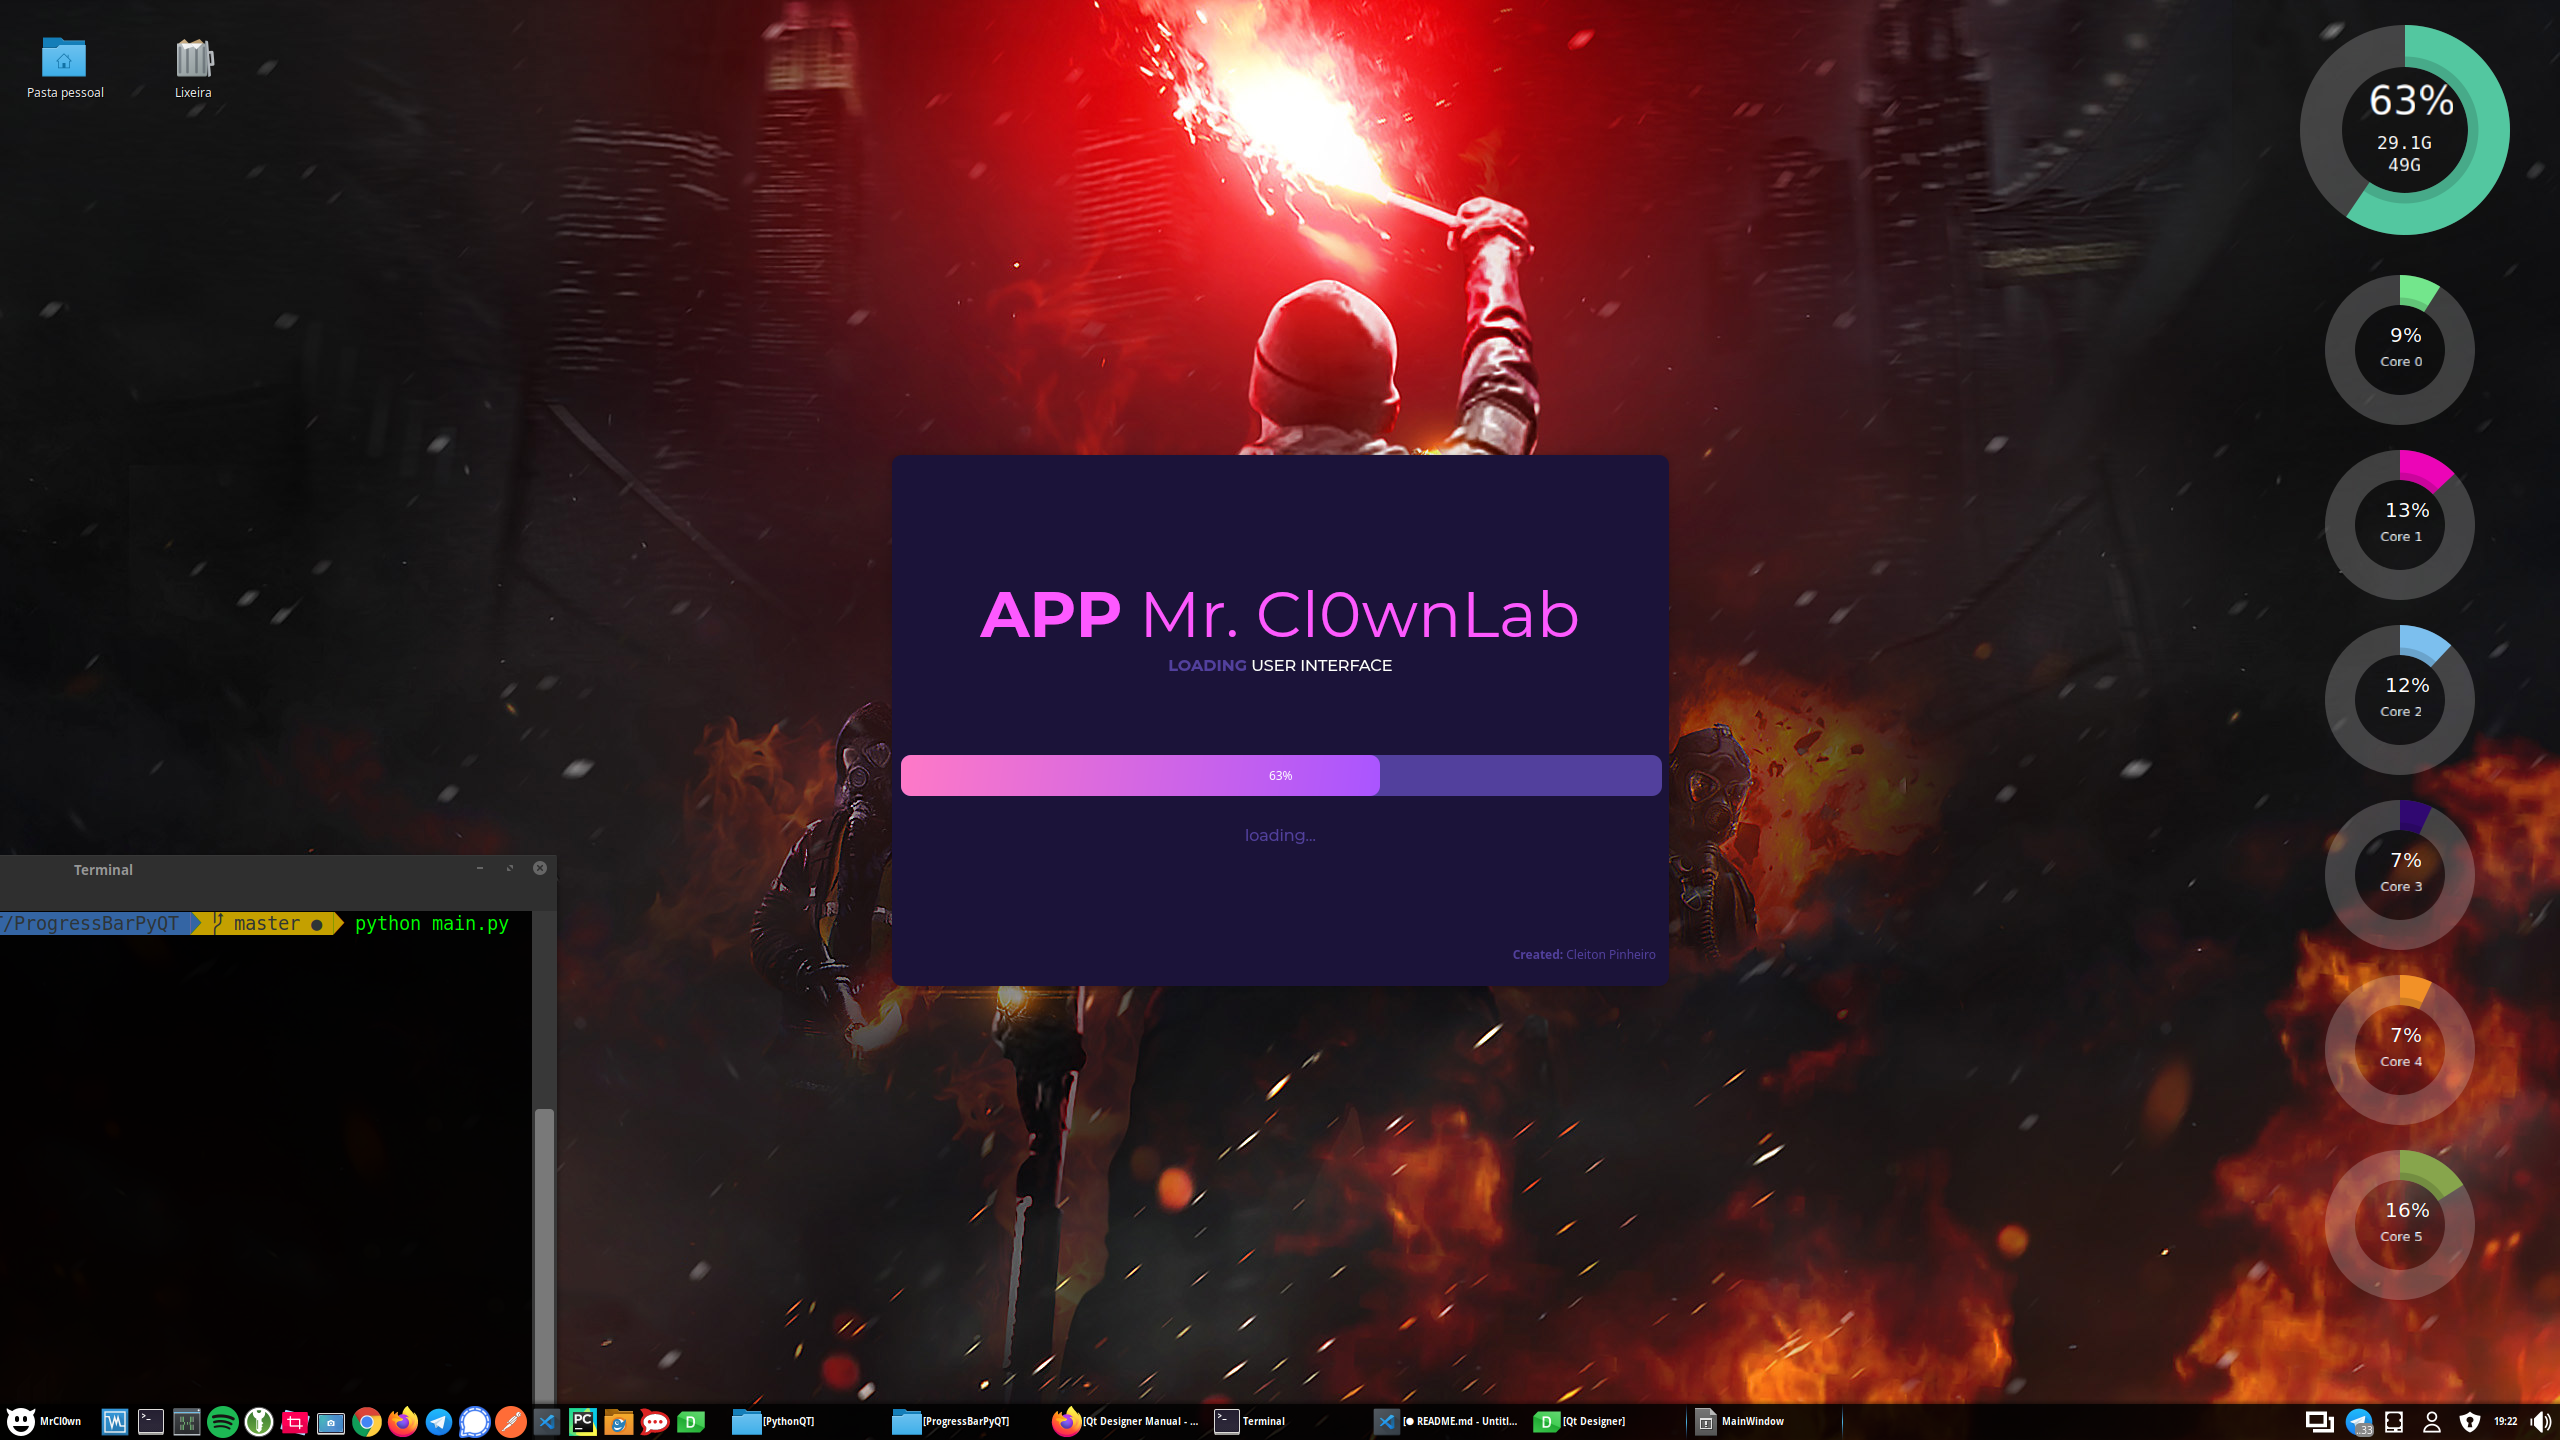 Pasta pessoal
Lixeira
63%
29.1G
49G
9%
Core 0
13%
Core 1
12%
Core 2
7%
Core 3
7%
Core 4
16%
Core 5
APP Mr. Cl0wnLab
LOADING USER INTERFACE
63%
loading...
Created: Cleiton Pinheiro
Terminal
/ProgressBarPyQT master ● python main.py
MrCl0wn
PC
D
[PythonQT]
[ProgressBarPyQT]
[Qt Designer Manual - ...
Terminal
[● README.md - Untitl...
D
[Qt Designer]
MainWindow
33
19:22